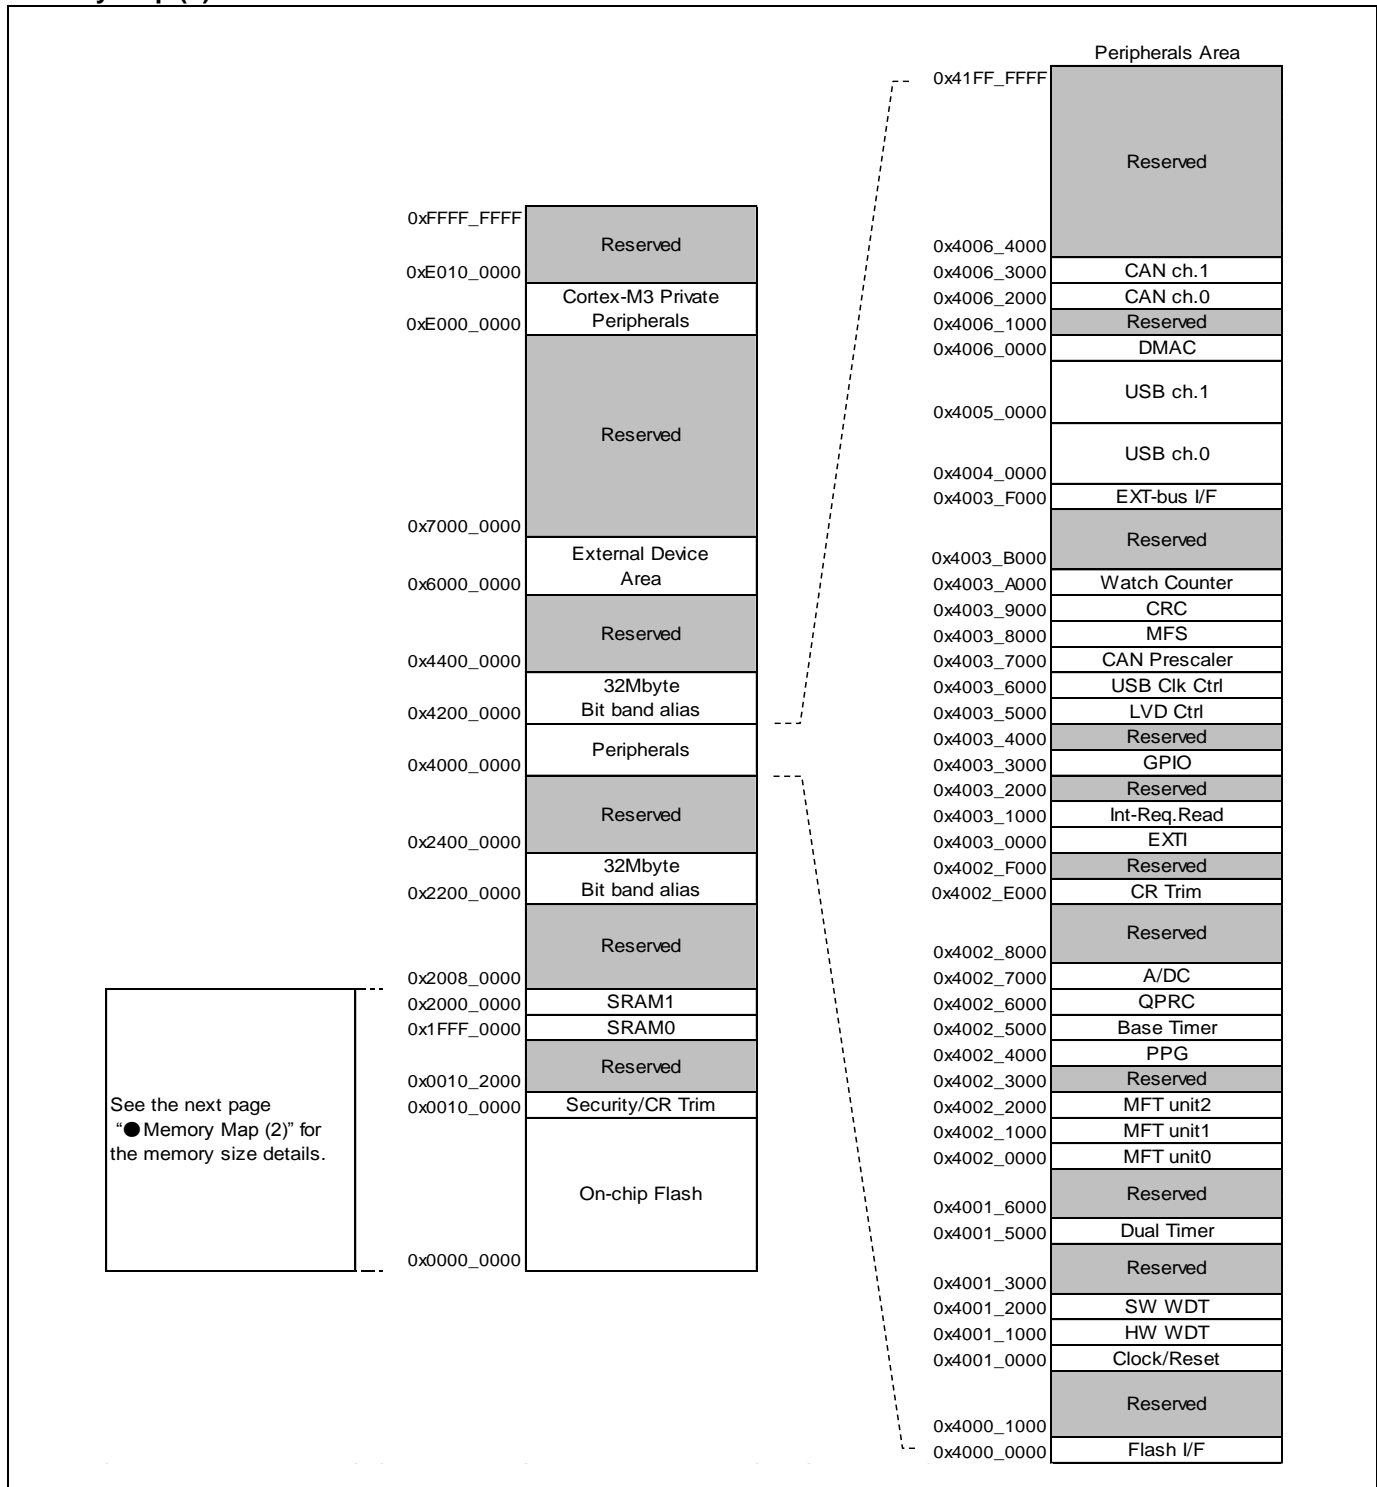 Peripherals Area
0x41FF_FFFF
Reserved
0x4006_4000
0x4006_3000 CAN ch.1
0x4006_2000 CAN ch.0
0x4006_1000 Reserved
0x4006_0000 DMAC
USB ch.1
0x4005_0000
USB ch.0
0x4004_0000
0x4003_F000 EXT-bus I/F
Reserved
0x4003_B000
0x4003_A000 Watch Counter
0x4003_9000 CRC
0x4003_8000 MFS
0x4003_7000 CAN Prescaler
0x4003_6000 USB Clk Ctrl
0x4003_5000 LVD Ctrl
0x4003_4000 Reserved
0x4003_3000 GPIO
0x4003_2000 Reserved
0x4003_1000 Int-Req.Read
0x4003_0000 EXTI
0x4002_F000 Reserved
0x4002_E000 CR Trim
Reserved
0x4002_8000
0x4002_7000 A/DC
0x4002_6000 QPRC
0x4002_5000 Base Timer
0x4002_4000 PPG
0x4002_3000 Reserved
0x4002_2000 MFT unit2
0x4002_1000 MFT unit1
0x4002_0000 MFT unit0
Reserved
0x4001_6000
0x4001_5000 Dual Timer
Reserved
0x4001_3000
0x4001_2000 SW WDT
0x4001_1000 HW WDT
0x4001_0000 Clock/Reset
Reserved
0x4000_1000
0x4000_0000 Flash I/F
0xFFFF_FFFF
Reserved
0xE010_0000
Cortex-M3 Private
0xE000_0000 Peripherals
Reserved
0x7000_0000
External Device
0x6000_0000 Area
Reserved
0x4400_0000
32Mbyte
0x4200_0000 Bit band alias
Peripherals
0x4000_0000
Reserved
0x2400_0000
32Mbyte
0x2200_0000 Bit band alias
Reserved
0x2008_0000
0x2000_0000 SRAM1
0x1FFF_0000 SRAM0
Reserved
0x0010_2000
0x0010_0000 Security/CR Trim
On-chip Flash
0x0000_0000
See the next page
“●Memory Map (2)” for
the memory size details.